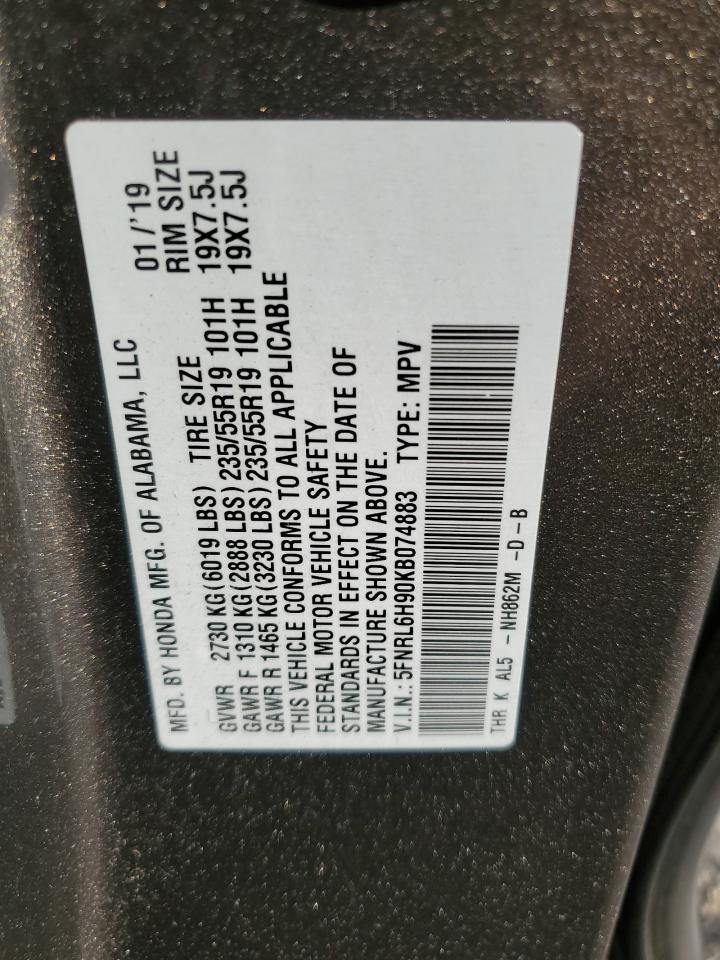 MFD. BY HONDA MFG. OF ALABAMA, LLC 01/'19
GVWR 2730 KG(6019 LBS) TIRE SIZE RIM SIZE
GAWR F 1310 KG(2888 LBS) 235/55R19 101H 19X7.5J
GAWR R 1465 KG(3230 LBS) 235/55R19 101H 19X7.5J
THIS VEHICLE CONFORMS TO ALL APPLICABLE
FEDERAL MOTOR VEHICLE SAFETY
STANDARDS IN EFFECT ON THE DATE OF
MANUFACTURE SHOWN ABOVE.
V.I.N.: 5FNRL6H90KB074883 TYPE: MPV
THR K AL5 -NH862M -D-B